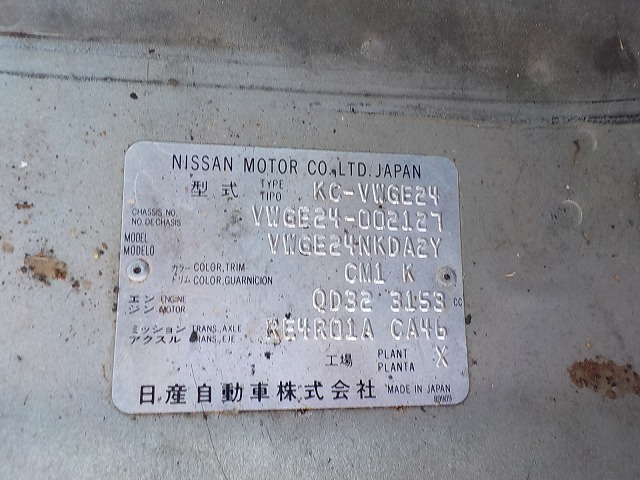 NISSAN MOTOR CO., LTD. JAPAN
型式 TYPE TIPO KC-VWGE24
CHASSIS NO. NO. DE CHASIS VWGE24-002127
MODEL MODELO VWGE24NKDA2Y
カラー トリム COLOR, TRIM COLOR, GUARNICION CM1 K
エンジン ENGINE MOTOR QD32 3153 CC
ミッション アクスル TRANS., AXLE TRANS., EJE RE4R01A CA46
工場 PLANT PLANTA X
日産自動車株式会社 MADE IN JAPAN